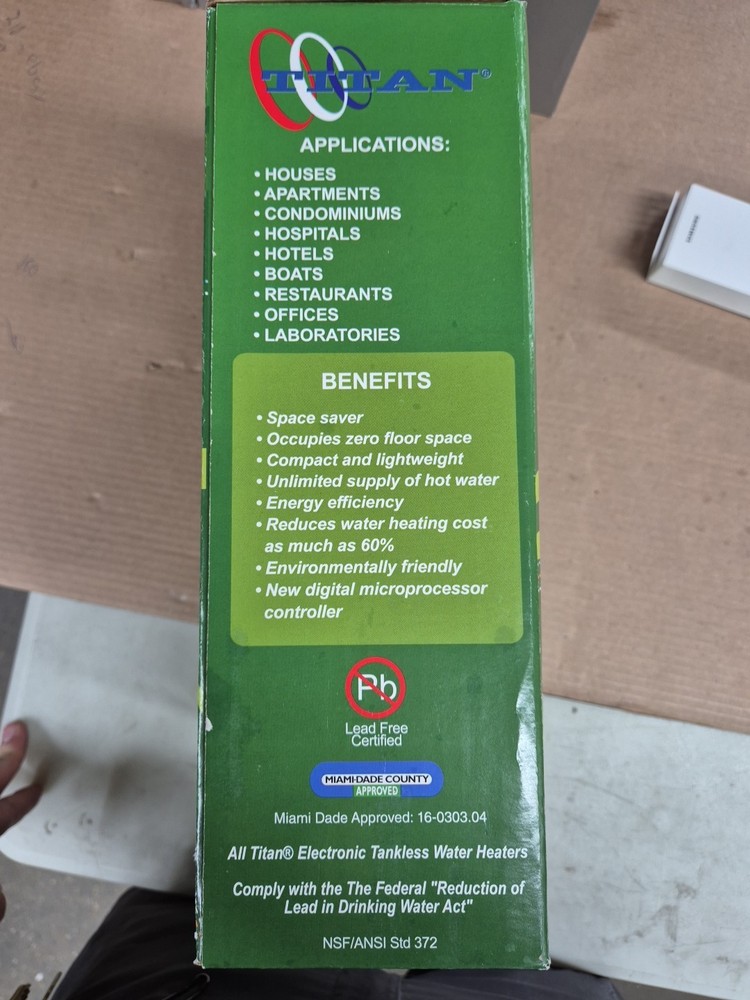 TITAN®
APPLICATIONS:
• HOUSES
• APARTMENTS
• CONDOMINIUMS
• HOSPITALS
• HOTELS
• BOATS
• RESTAURANTS
• OFFICES
• LABORATORIES
BENEFITS
• Space saver
• Occupies zero floor space
• Compact and lightweight
• Unlimited supply of hot water
• Energy efficiency
• Reduces water heating cost
as much as 60%
• Environmentally friendly
• New digital microprocessor
controller
Pb
Lead Free
Certified
MIAMI-DADE COUNTY
APPROVED
Miami Dade Approved: 16-0303.04
All Titan® Electronic Tankless Water Heaters
Comply with the The Federal "Reduction of
Lead in Drinking Water Act"
NSF/ANSI Std 372